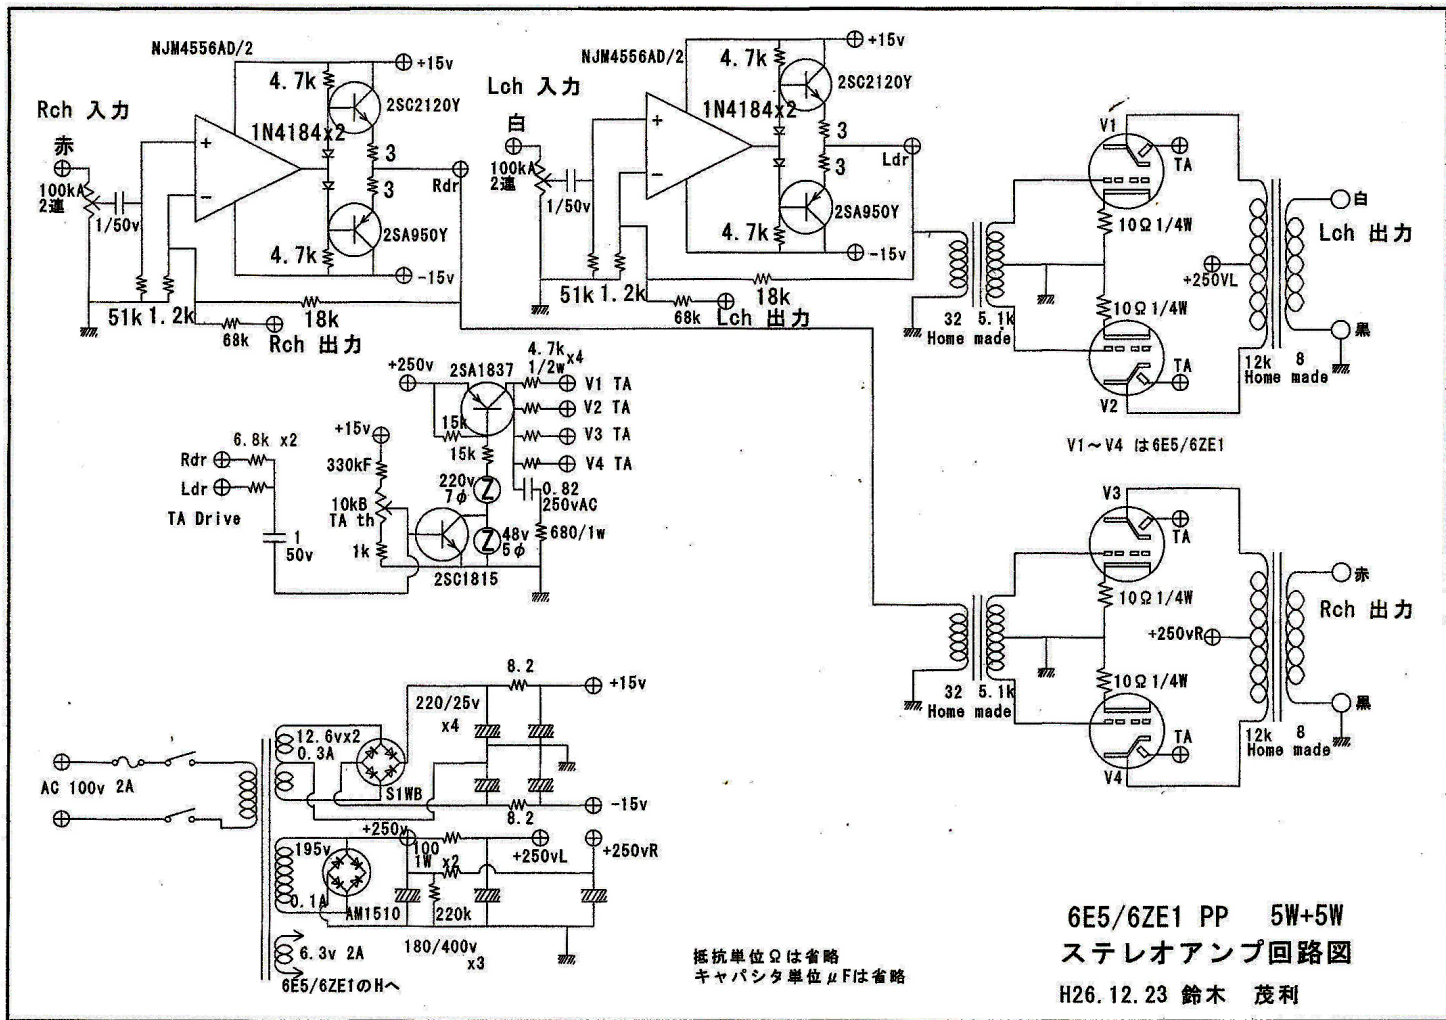 NJM4556AD/2
+15v
4.7k
2SC2120Y
Rch 入力
赤
1N4184x2
100kA
2連
1/50v
3
3
Rdr
2SA950Y
4.7k
-15v
51k
1.2k
18k
68k
Rch 出力
NJM4556AD/2
+15v
4.7k
2SC2120Y
Lch 入力
白
1N4184x2
100kA
2連
1/50v
3
3
Ldr
2SA950Y
4.7k
-15v
51k
1.2k
18k
68k
Lch 出力
V1
TA
10Ω1/4W
白
Lch 出力
+250VL
10Ω1/4W
32 5.1k
Home made
黒
TA
12k 8
Home made
V2
V1~V4 は6E5/6ZE1
+250v
2SA1837
4.7k x4
1/2w
V1 TA
V2 TA
V3 TA
V4 TA
15k
15k
+15v
6.8k x2
Rdr
Ldr
TA Drive
330kF
10kB
TA th
1k
1
50v
220v
7φ
48v
5φ
0.82
250vAC
680/1w
2SC1815
V3
TA
10Ω1/4W
赤
Rch 出力
+250vR
10Ω1/4W
32 5.1k
Home made
黒
TA
12k 8
Home made
V4
8.2
+15v
220/25v
x4
12.6vx2
0.3A
S1WB
AC 100v 2A
8.2
-15v
+250v
100
1W x2
+250vL
+250vR
195v
0.1A
AM1510
220k
180/400v
x3
6.3v 2A
6E5/6ZE1のHへ
抵抗単位Ωは省略
キャパシタ単位μFは省略
6E5/6ZE1 PP 5W+5W
ステレオアンプ回路図
H26.12.23 鈴木 茂利